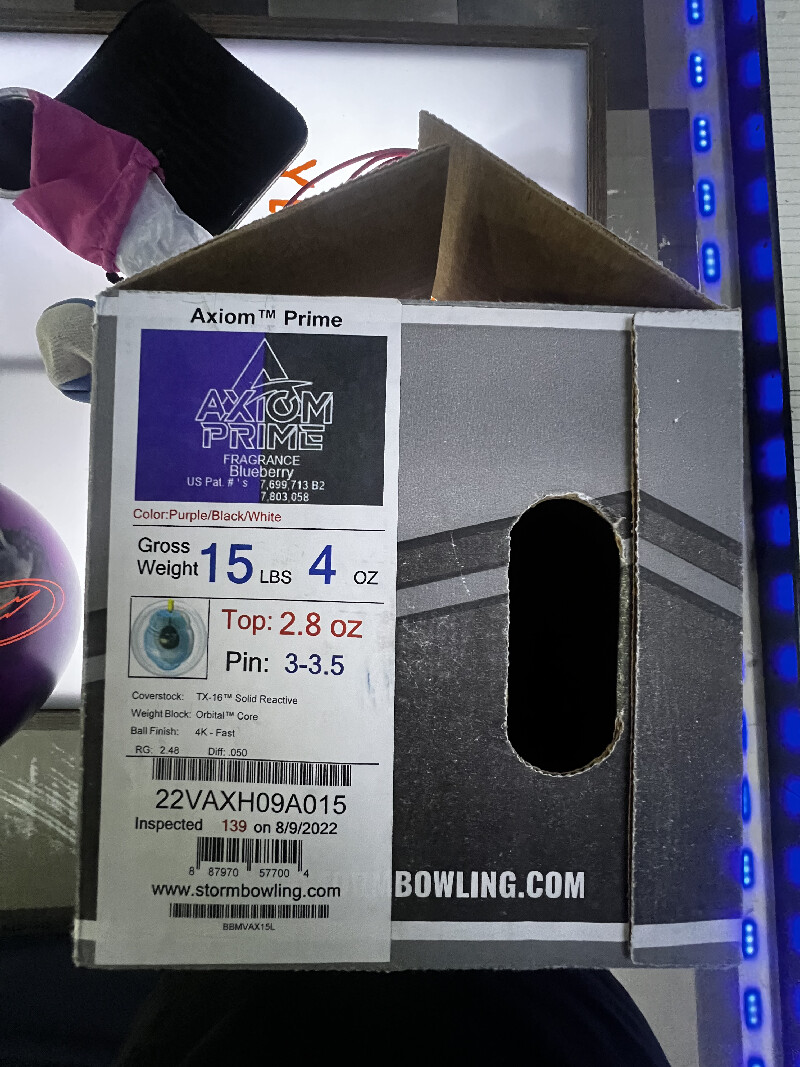 Axiom™ Prime
AXIOM
PRIME
FRAGRANCE
Blueberry
US Pat. #'s 7,699,713 B2
7,803,058
Color:Purple/Black/White
Gross
Weight 15 LBS 4 OZ
Top: 2.8 oz
Pin: 3-3.5
Coverstock: TX-16™ Solid Reactive
Weight Block: Orbital™ Core
Ball Finish: 4K - Fast
RG: 2.48 Diff: .050
22VAXH09A015
Inspected 139 on 8/9/2022
8 87970 57700 4
www.stormbowling.com
BBMVAX15L
BOWLING.COM